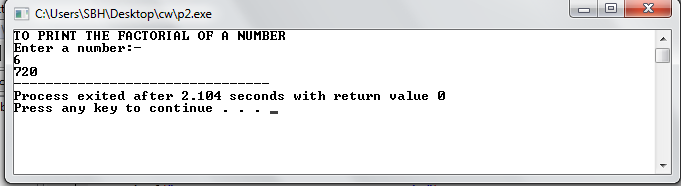 C:\Users\SBH\Desktop\cw\p2.exe
TO PRINT THE FACTORIAL OF A NUMBER
Enter a number:-
6
720
--------------------------------
Process exited after 2.104 seconds with return value 0
Press any key to continue . . . _